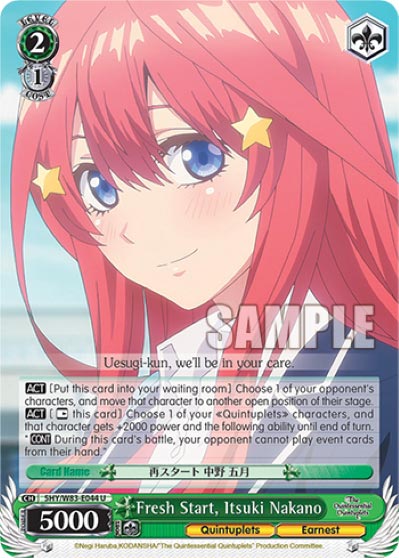 LEVEL
2
1
COST
SAMPLE
Uesugi-kun, we'll be in your care.
ACT [Put this card into your waiting room] Choose 1 of your opponent's
characters, and move that character to another open position of their stage.
ACT [ this card] Choose 1 of your «Quintuplets» characters, and
that character gets +2000 power and the following ability until end of turn. "
CONT During this card's battle, your opponent cannot play event cards
from their hand."
Card Name 再スタート 中野 五月
CH 5HY/W83-E044 U
Fresh Start, Itsuki Nakano
The Quintessential Quintuplets
5000
Quintuplets Earnest
©Negi Haruba,KODANSHA/"The Quintessential Quintuplets" Production Committee.